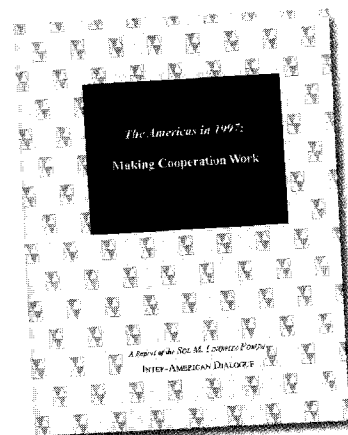 The Americas in 1997:
Making Cooperation Work
A Report of the SOL M. LINOWITZ FORUM
INTER-AMERICAN DIALOGUE